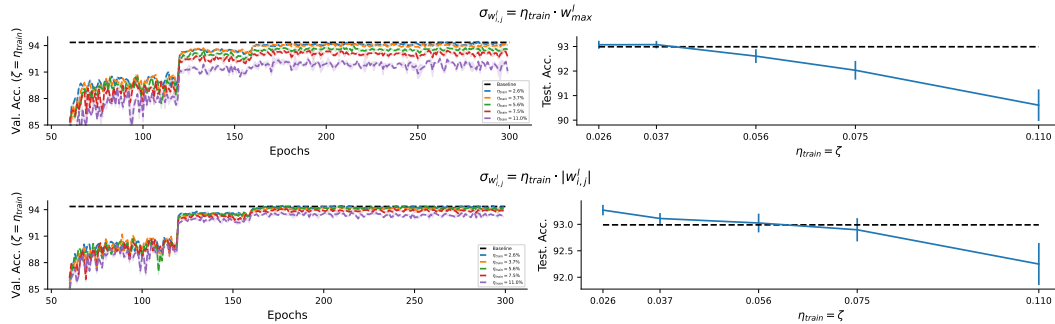 σ_{w^l_{i,j}} = η_{train} · w^l_{max}
94
91
88
85
Val. Acc. (ζ = η_{train})
50
100
150
200
250
300
Epochs
Baseline
η_{train} = 2.6%
η_{train} = 3.7%
η_{train} = 5.6%
η_{train} = 7.5%
η_{train} = 11.0%
93
92
91
90
Test. Acc.
0.026
0.037
0.056
0.075
0.110
η_{train} = ζ
σ_{w^l_{i,j}} = η_{train} · |w^l_{i,j}|
94
91
88
85
Val. Acc. (ζ = η_{train})
50
100
150
200
250
300
Epochs
Baseline
η_{train} = 2.6%
η_{train} = 3.7%
η_{train} = 5.6%
η_{train} = 7.5%
η_{train} = 11.0%
93.0
92.5
92.0
Test. Acc.
0.026
0.037
0.056
0.075
0.110
η_{train} = ζ